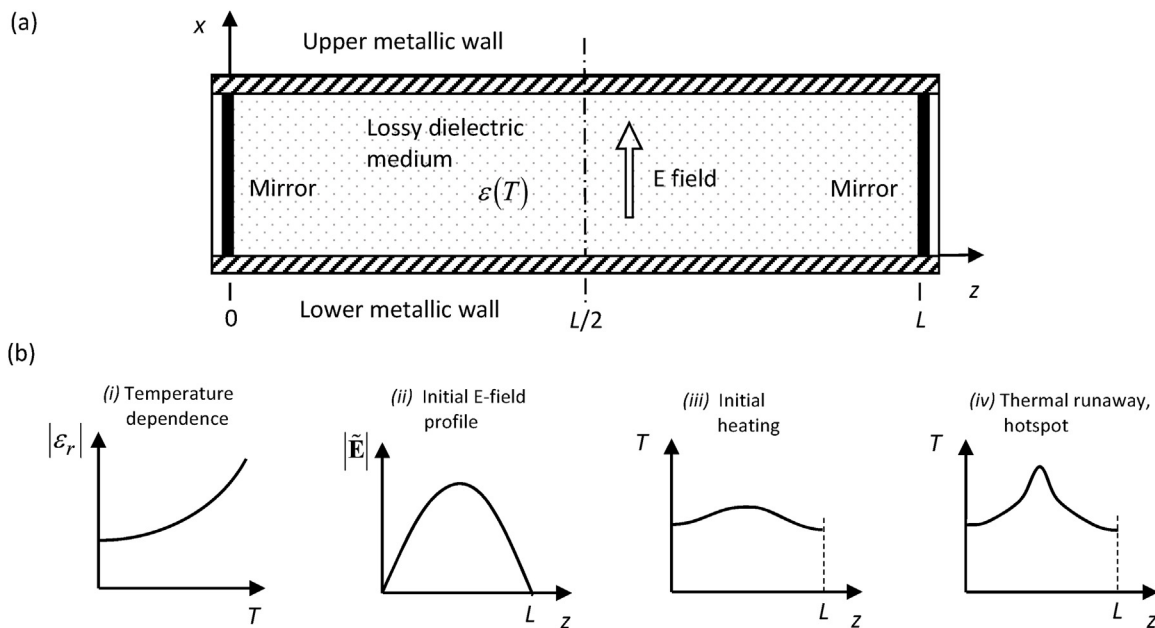 (a)
x
Upper metallic wall
Lossy dielectric
medium
ε(T)
E field
Mirror
Mirror
z
0
Lower metallic wall
L/2
L
(b)
(i) Temperature
dependence
|εr|
T
(ii) Initial E-field
profile
|Ẽ|
L
z
(iii) Initial
heating
T
L
z
(iv) Thermal runaway,
hotspot
T
L
z